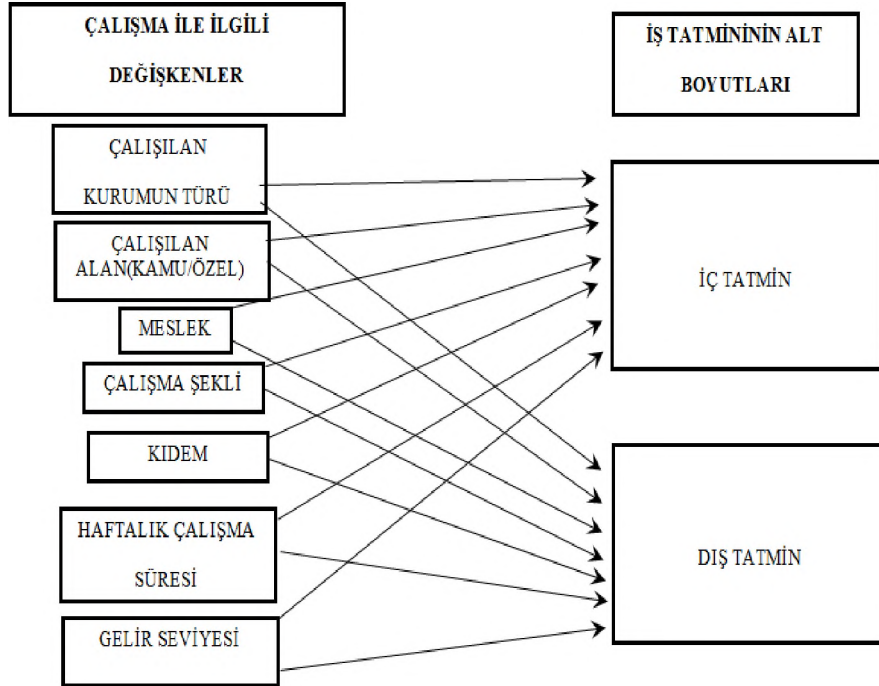 ÇALIŞMA İLE İLGİLİ
DEĞİŞKENLER
İŞ TATMİNİNİN ALT
BOYUTLARI
ÇALIŞILAN
KURUMUN TÜRÜ
ÇALIŞILAN
ALAN(KAMU/ÖZEL)
MESLEK
ÇALIŞMA ŞEKLİ
KIDEM
HAFTALIK ÇALIŞMA
SÜRESİ
GELİR SEVİYESİ
İÇ TATMİN
DIŞ TATMİN